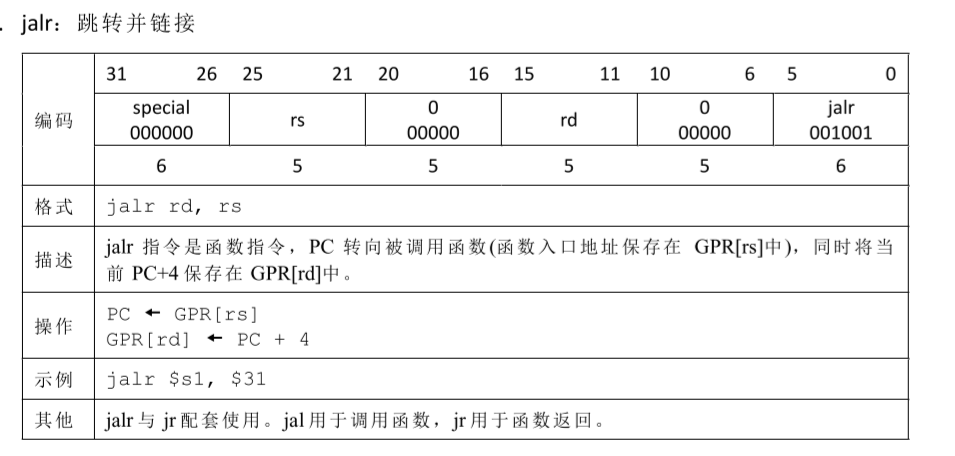 . jalr：跳转并链接
编码
31 26 25 21 20 16 15 11 10 6 5 0
special 000000 rs 0 00000 rd 0 00000 jalr 001001
6 5 5 5 5 6
格式 jalr rd, rs
描述 jalr 指令是函数指令，PC 转向被调用函数(函数入口地址保存在 GPR[rs]中)，同时将当
前 PC+4 保存在 GPR[rd]中。
操作 PC ← GPR[rs]
GPR[rd] ← PC + 4
示例 jalr $s1, $31
其他 jalr 与 jr 配套使用。jal 用于调用函数，jr 用于函数返回。